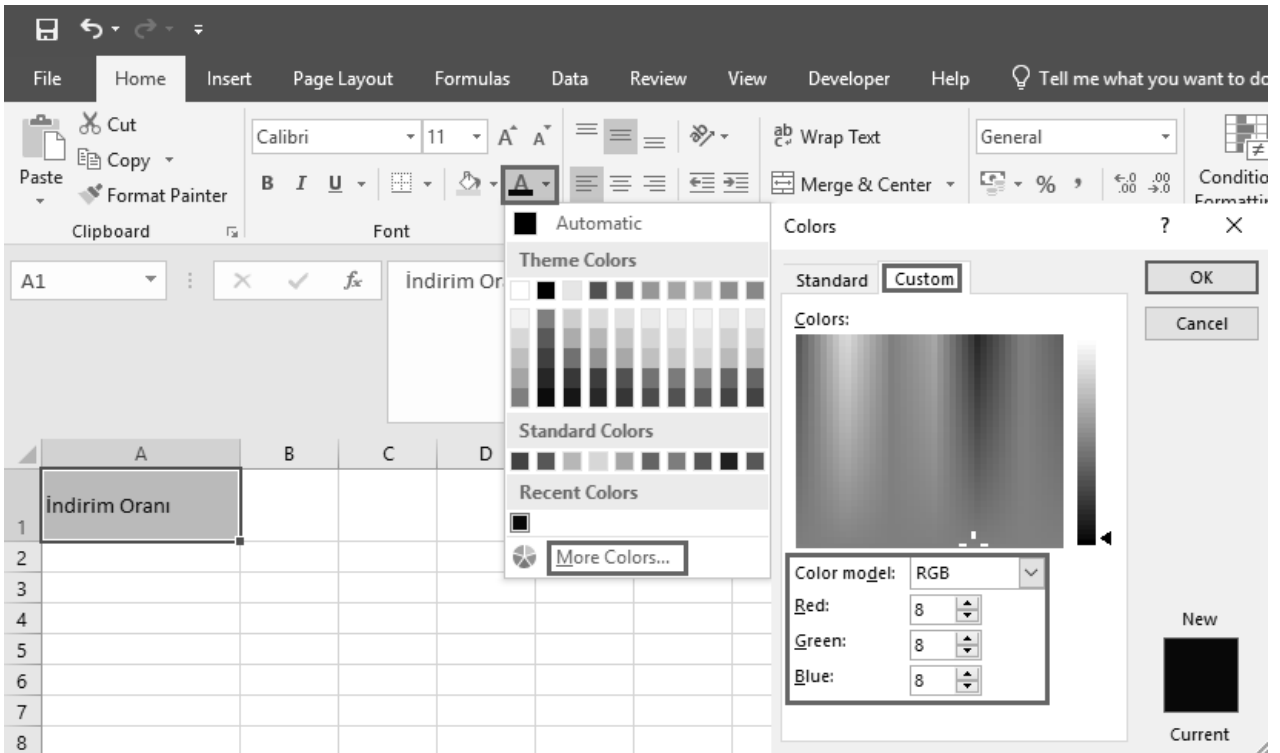 File Home Insert Page Layout Formulas Data Review View Developer Help Tell me what you want to do
Cut
Copy
Format Painter
Paste
Clipboard
Calibri 11
B I U A
Font
Wrap Text
Merge & Center
General
% ,
Conditio
Formattin
A1
fx
İndirim Or
A B C D
1
İndirim Oranı
2
3
4
5
6
7
8
Automatic
Theme Colors
Standard Colors
Recent Colors
More Colors...
Colors ?
Standard Custom
OK
Cancel
Colors:
Color model: RGB
Red: 8
Green: 8
Blue: 8
New
Current